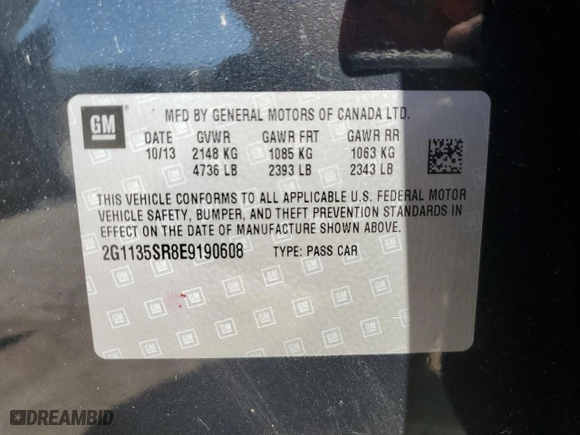 GM
MFD BY GENERAL MOTORS OF CANADA LTD.
DATE GVWR GAWR FRT GAWR RR
10/13 2148 KG 1085 KG 1063 KG
4736 LB 2393 LB 2343 LB
THIS VEHICLE CONFORMS TO ALL APPLICABLE U.S. FEDERAL MOTOR
VEHICLE SAFETY, BUMPER, AND THEFT PREVENTION STANDARDS IN
EFFECT ON THE DATE OF MANUFACTURE SHOWN ABOVE.
2G1135SR8E9190608 TYPE: PASS CAR
DREAMBID